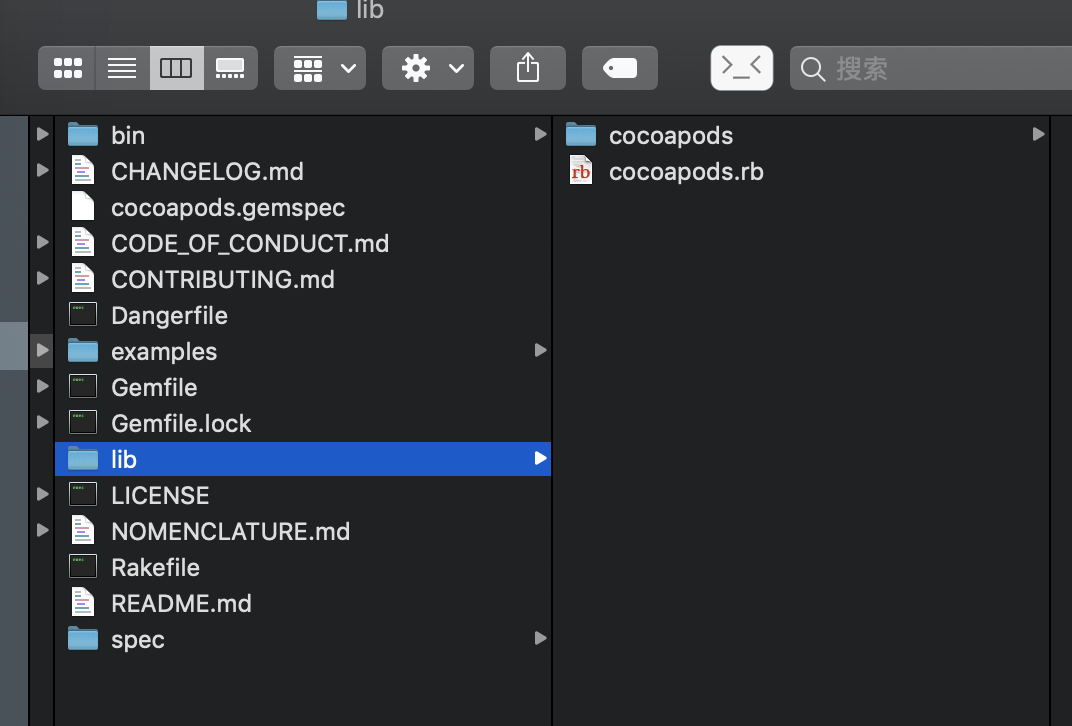 lib
搜索
bin
CHANGELOG.md
cocoapods.gemspec
CODE_OF_CONDUCT.md
CONTRIBUTING.md
Dangerfile
examples
Gemfile
Gemfile.lock
lib
LICENSE
NOMENCLATURE.md
Rakefile
README.md
spec
cocoapods
rb cocoapods.rb